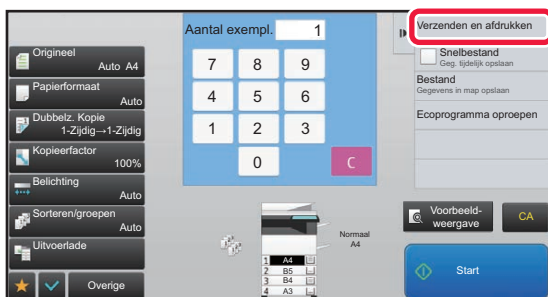 Origineel
Auto A4
Papierformaat
Auto
Dubbelz. Kopie
1-Zijdig→1-Zijdig
Kopieerfactor
100%
Belichting
Auto
Sorteren/groepen
Auto
Uitvoerlade
Overige
Aantal exempl. 1
7 8 9
4 5 6
1 2 3
0 C
Normaal
A4
1 A4
2 B5
3 B4
4 A3
Verzenden en afdrukken
Snelbestand
Geg. tijdelijk opslaan
Bestand
Gegevens in map opslaan
Ecoprogramma oproepen
Voorbeeld-
weergave
CA
Start